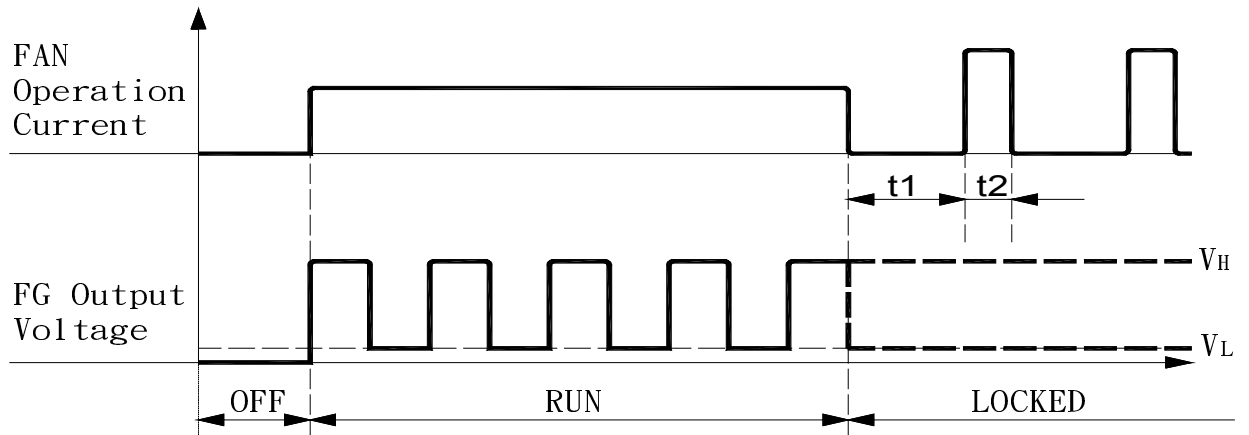 FAN
Operation
Current
t1
t2
VH
FG Output
Voltage
VL
OFF
RUN
LOCKED